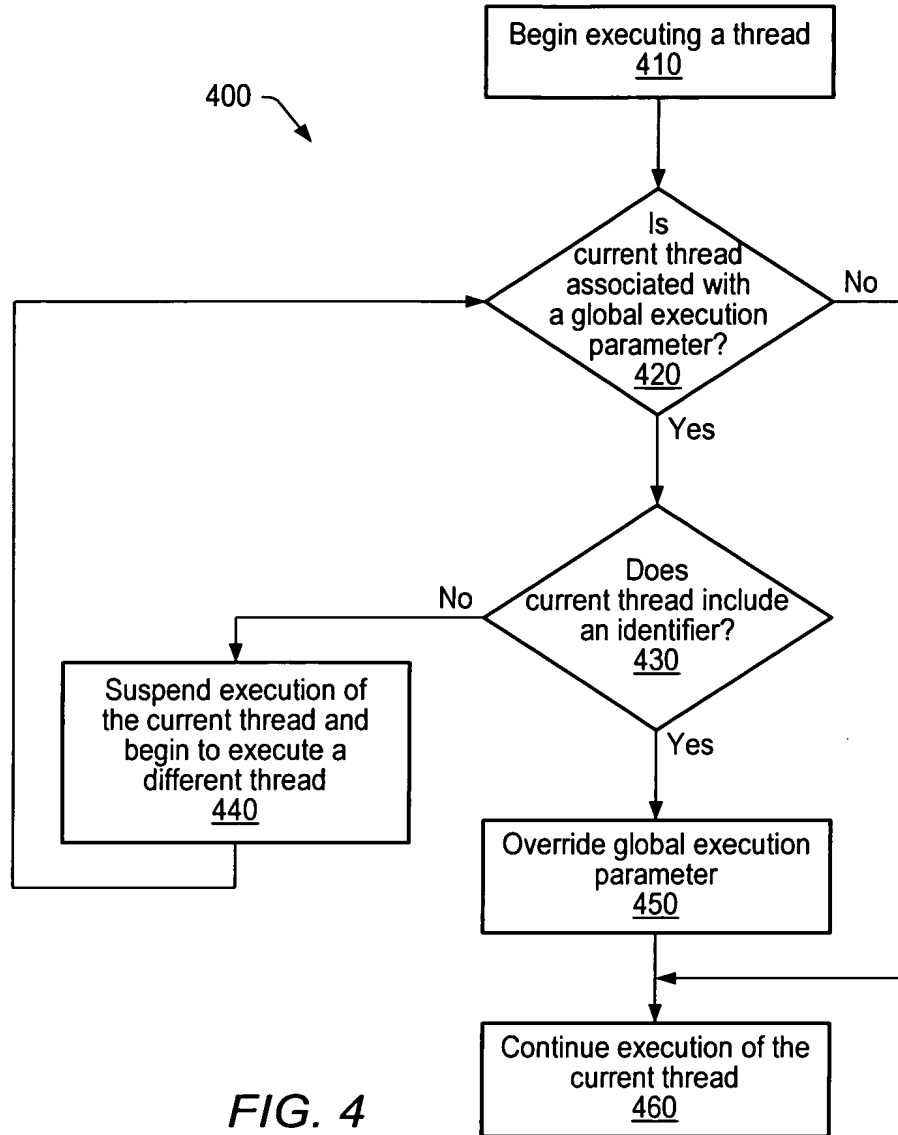 Begin executing a thread
410
400
Is
current thread
associated with
a global execution
parameter?
420
No
Yes
Does
current thread include
an identifier?
430
No
Yes
Suspend execution of
the current thread and
begin to execute a
different thread
440
Override global execution
parameter
450
Continue execution of the
current thread
460
FIG. 4